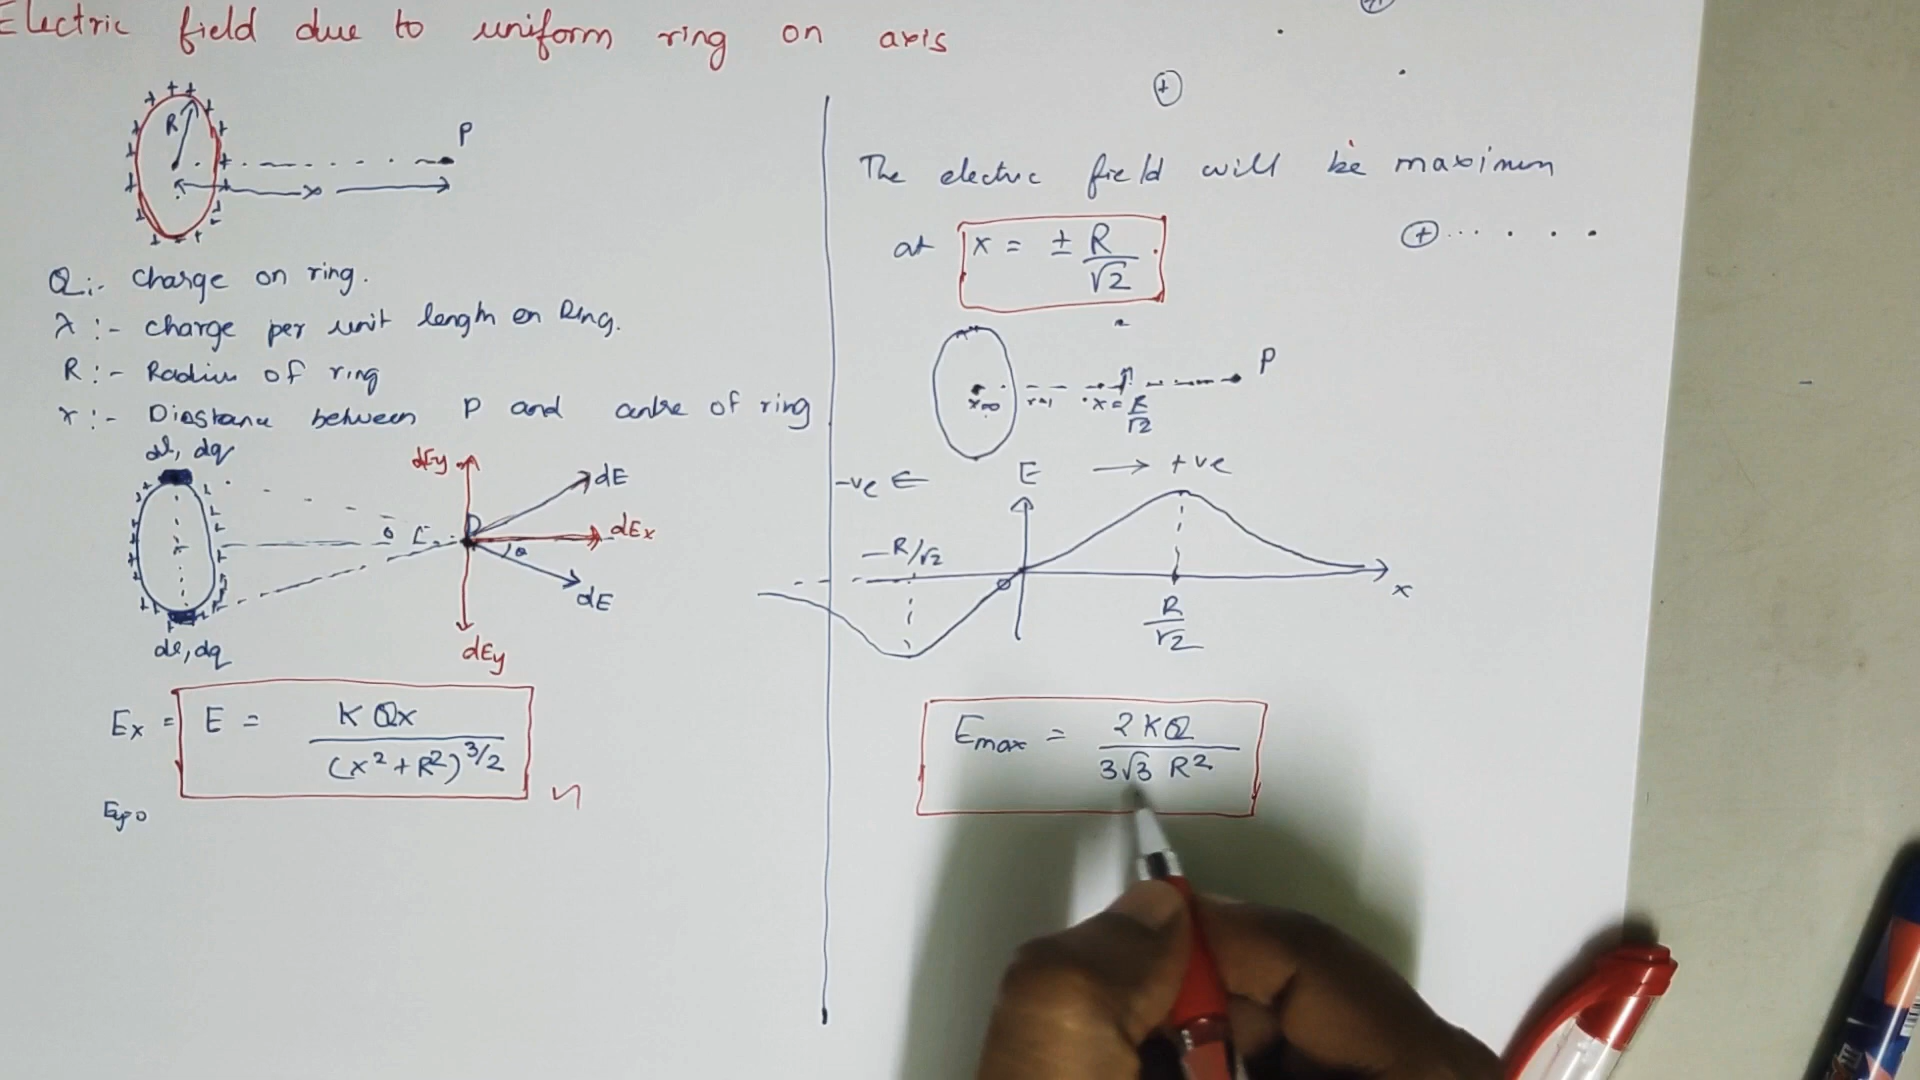 Electric field due to uniform ring on axis
R
P
x
Q:- Charge on ring.
λ :- charge per unit length on Ring.
R :- Radius of ring
x :- Diastance between P and centre of ring
dl, dq
dEy
dE
P
dEx
θ
θ
dE
dl, dq
dEy
Ex = E = KQx / (x² + R²)^3/2
Ey=0
The electric field will be maximum
at x = ± R / √2
P
x=0
x = R / √2
-ve ← E → +ve
-R/√2
x
R / √2
Emax = 2KQ / 3√3 R²